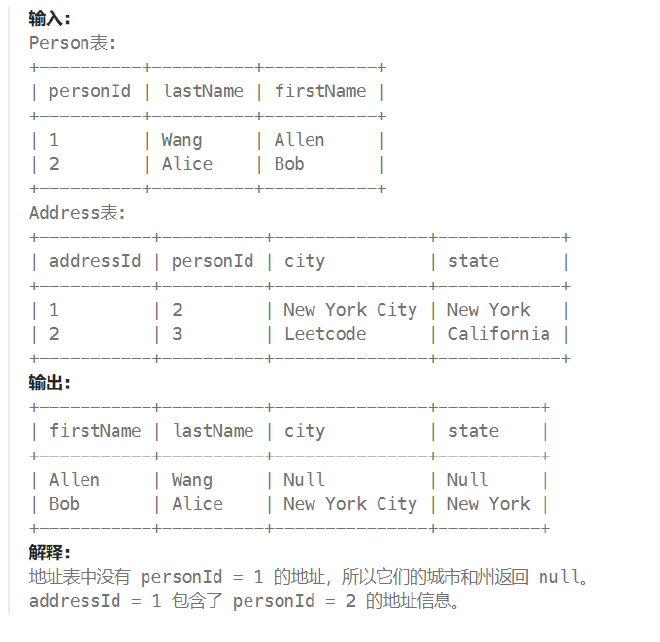 输入:
Person表:
+----------+----------+-----------+
| personId | lastName | firstName |
+----------+----------+-----------+
| 1        | Wang     | Allen     |
| 2        | Alice    | Bob       |
+----------+----------+-----------+
Address表:
+-----------+----------+---------------+------------+
| addressId | personId | city          | state      |
+-----------+----------+---------------+------------+
| 1         | 2        | New York City | New York   |
| 2         | 3        | Leetcode      | California |
+-----------+----------+---------------+------------+
输出:
+-----------+----------+---------------+----------+
| firstName | lastName | city          | state    |
+-----------+----------+---------------+----------+
| Allen     | Wang     | Null          | Null     |
| Bob       | Alice    | New York City | New York |
+-----------+----------+---------------+----------+
解释:
地址表中没有 personId = 1 的地址，所以它们的城市和州返回 null。
addressId = 1 包含了 personId = 2 的地址信息。